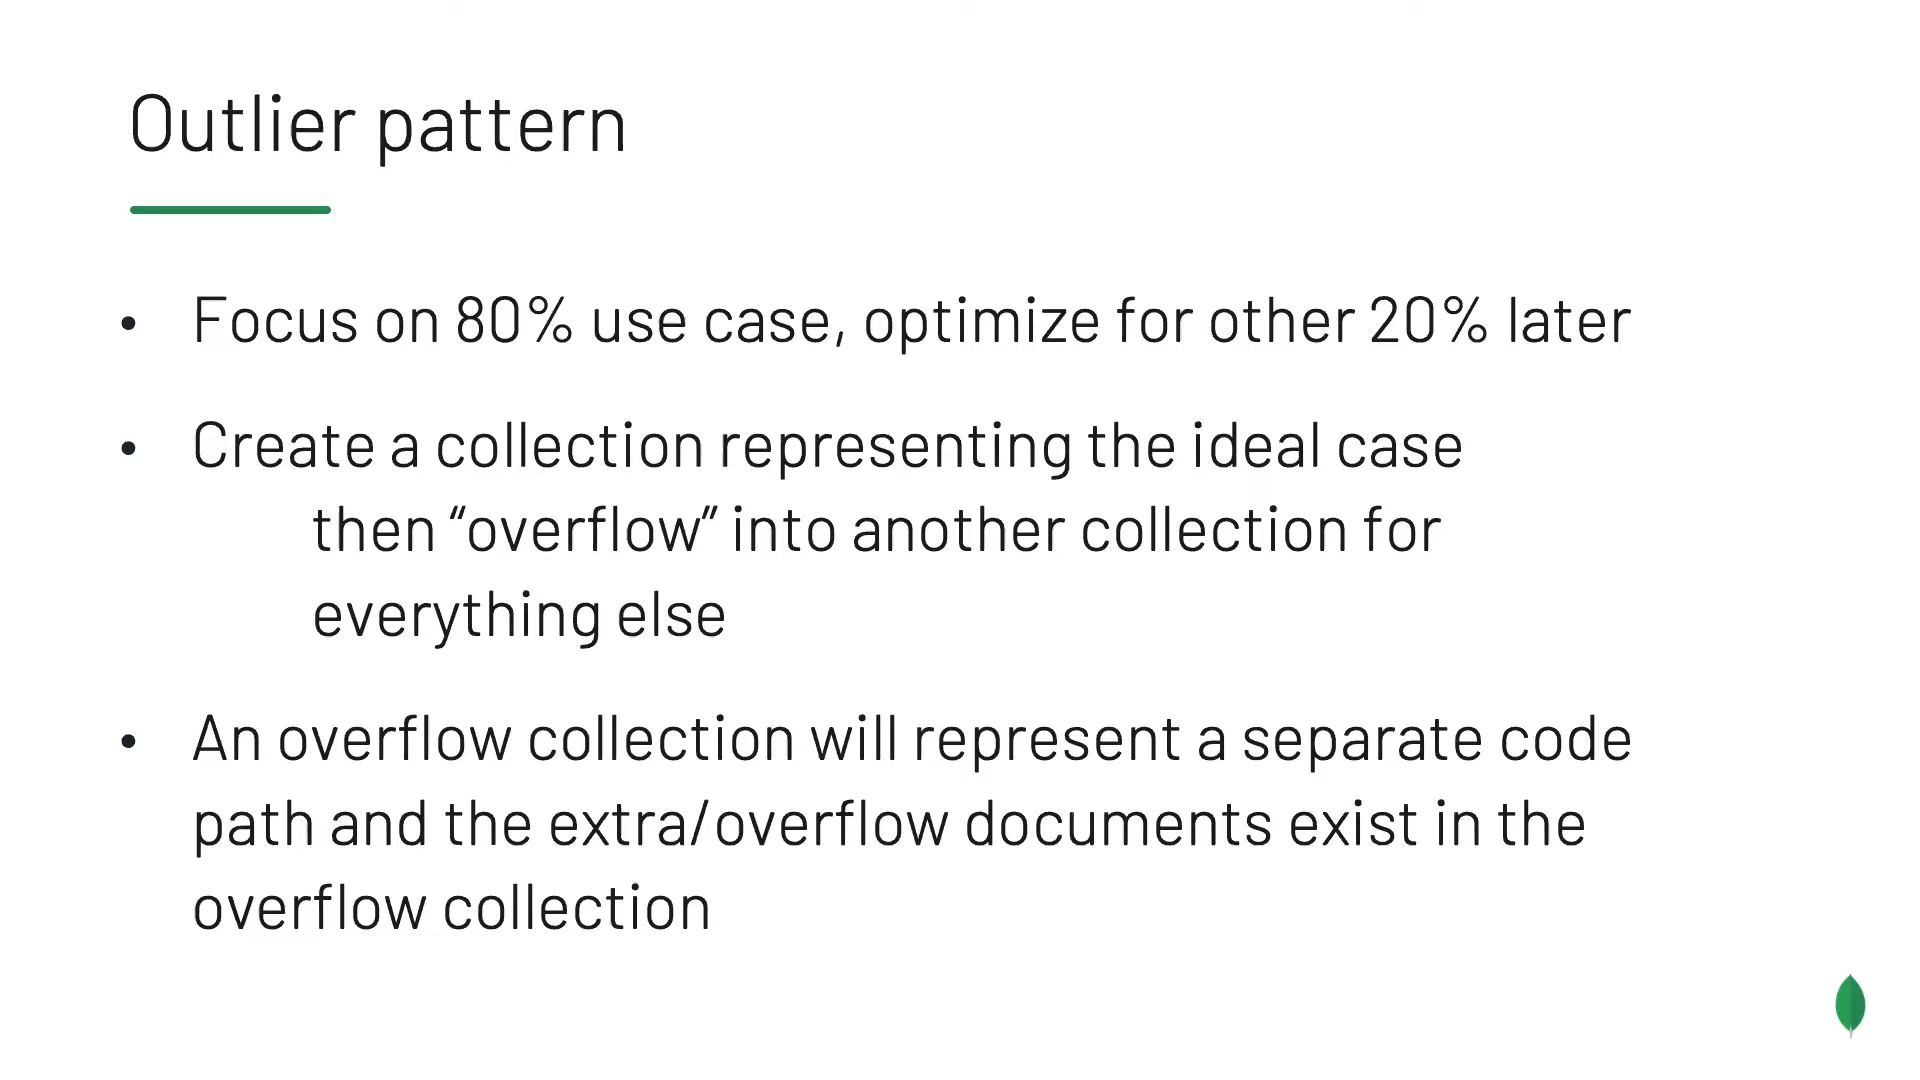 Outlier pattern
• Focus on 80% use case, optimize for other 20% later
• Create a collection representing the ideal case
then “overflow” into another collection for
everything else
• An overflow collection will represent a separate code
path and the extra/overflow documents exist in the
overflow collection